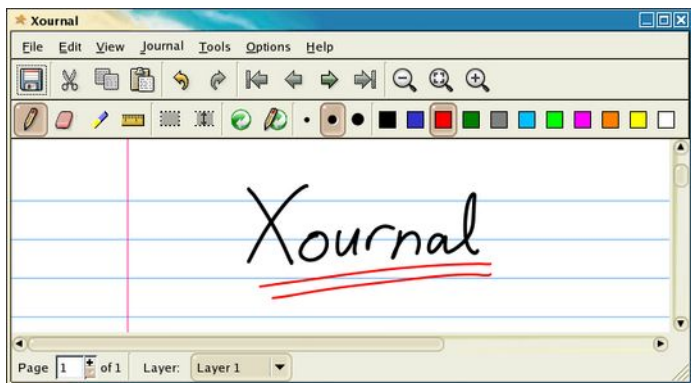 Xournal
File Edit View Journal Tools Options Help
Xournal
Page 1 of 1 Layer: Layer 1